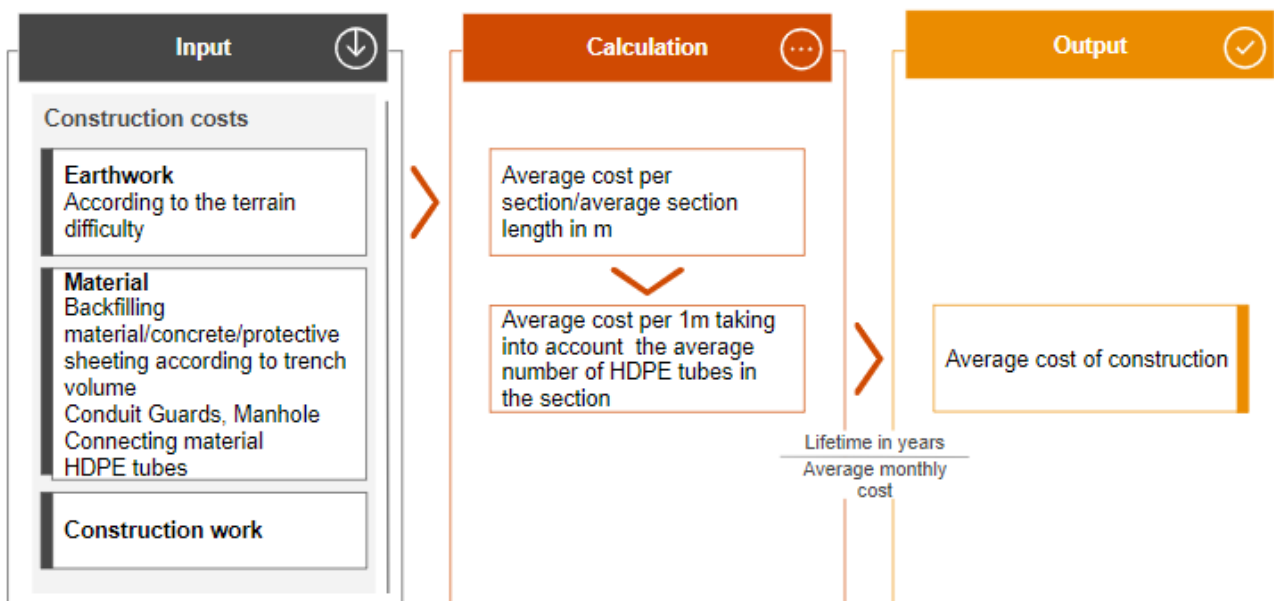 Input
Calculation
Output
Construction costs
Earthwork
According to the terrain
difficulty
Material
Backfilling
material/concrete/protective
sheeting according to trench
volume
Conduit Guards, Manhole
Connecting material
HDPE tubes
Construction work
Average cost per
section/average section
length in m
Average cost per 1m taking
into account the average
number of HDPE tubes in
the section
Lifetime in years
Average monthly
cost
Average cost of construction